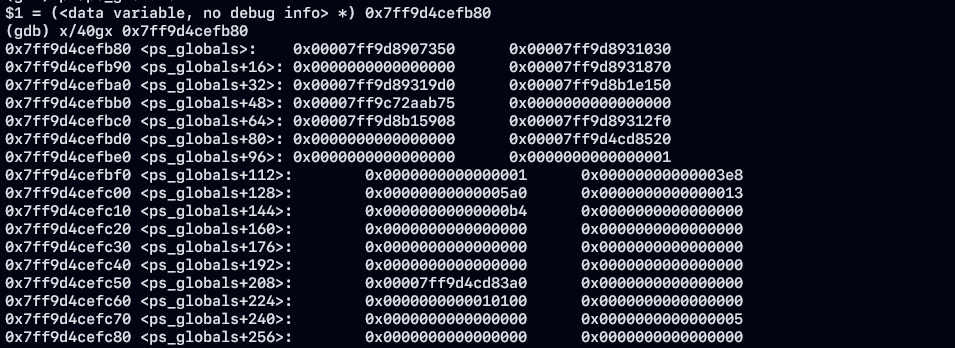 $1 = (<data variable, no debug info> *) 0x7ff9d4cefb80
(gdb) x/40gx 0x7ff9d4cefb80
0x7ff9d4cefb80 <ps_globals>: 0x00007ff9d8907350 0x00007ff9d8931030
0x7ff9d4cefb90 <ps_globals+16>: 0x0000000000000000 0x00007ff9d8931870
0x7ff9d4cefba0 <ps_globals+32>: 0x00007ff9d89319d0 0x00007ff9d8b1e150
0x7ff9d4cefbb0 <ps_globals+48>: 0x00007ff9c72aab75 0x0000000000000000
0x7ff9d4cefbc0 <ps_globals+64>: 0x00007ff9d8b15908 0x00007ff9d89312f0
0x7ff9d4cefbd0 <ps_globals+80>: 0x0000000000000000 0x00007ff9d4cd8520
0x7ff9d4cefbe0 <ps_globals+96>: 0x0000000000000000 0x0000000000000001
0x7ff9d4cefbf0 <ps_globals+112>: 0x0000000000000001 0x00000000000003e8
0x7ff9d4cefc00 <ps_globals+128>: 0x00000000000005a0 0x0000000000000013
0x7ff9d4cefc10 <ps_globals+144>: 0x00000000000000b4 0x0000000000000000
0x7ff9d4cefc20 <ps_globals+160>: 0x0000000000000000 0x0000000000000000
0x7ff9d4cefc30 <ps_globals+176>: 0x0000000000000000 0x0000000000000000
0x7ff9d4cefc40 <ps_globals+192>: 0x0000000000000000 0x0000000000000000
0x7ff9d4cefc50 <ps_globals+208>: 0x00007ff9d4cd83a0 0x0000000000000000
0x7ff9d4cefc60 <ps_globals+224>: 0x0000000000010100 0x0000000000000000
0x7ff9d4cefc70 <ps_globals+240>: 0x0000000000000000 0x0000000000000005
0x7ff9d4cefc80 <ps_globals+256>: 0x0000000000000000 0x0000000000000000